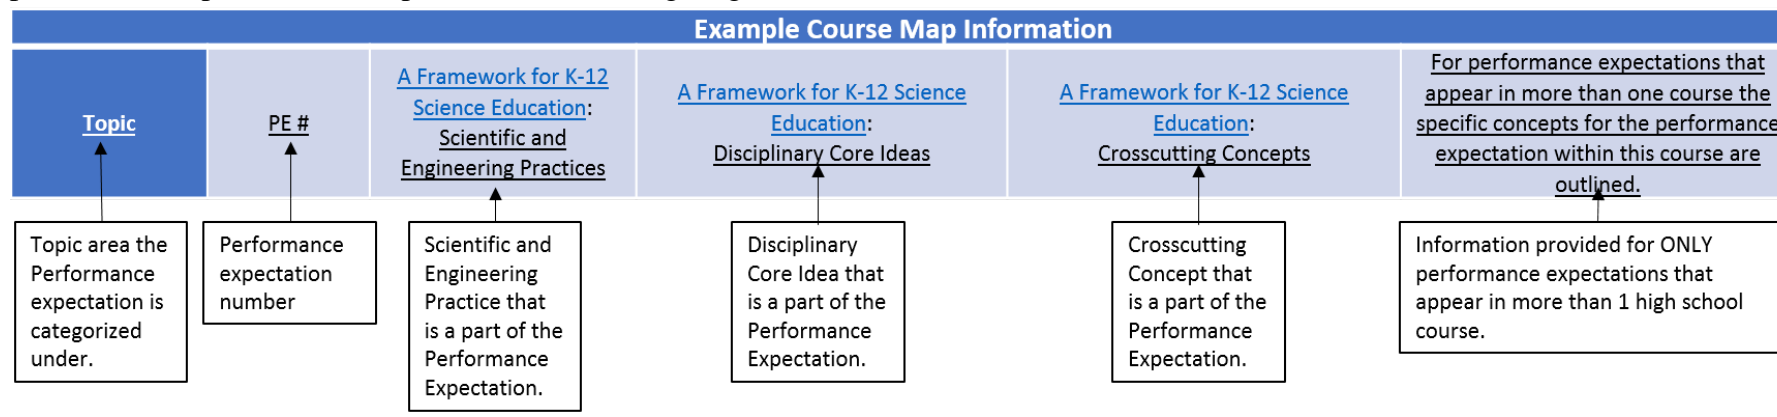 Example Course Map Information
Topic
PE #
A Framework for K-12
Science Education:
Scientific and
Engineering Practices
A Framework for K-12 Science
Education:
Disciplinary Core Ideas
A Framework for K-12 Science
Education:
Crosscutting Concepts
For performance expectations that
appear in more than one course the
specific concepts for the performance
expectation within this course are
outlined.
Topic area the
Performance
expectation is
categorized
under.
Performance
expectation
number
Scientific and
Engineering
Practice that
is a part of the
Performance
Expectation.
Disciplinary
Core Idea that
is a part of the
Performance
Expectation.
Crosscutting
Concept that
is a part of the
Performance
Expectation.
Information provided for ONLY
performance expectations that
appear in more than 1 high school
course.